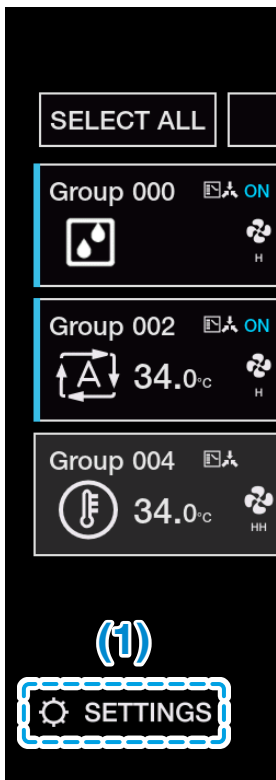 SELECT ALL
Group 000 ON
H
Group 002 ON
A 34.0°C
H
Group 004
34.0°C
HH
(1)
SETTINGS